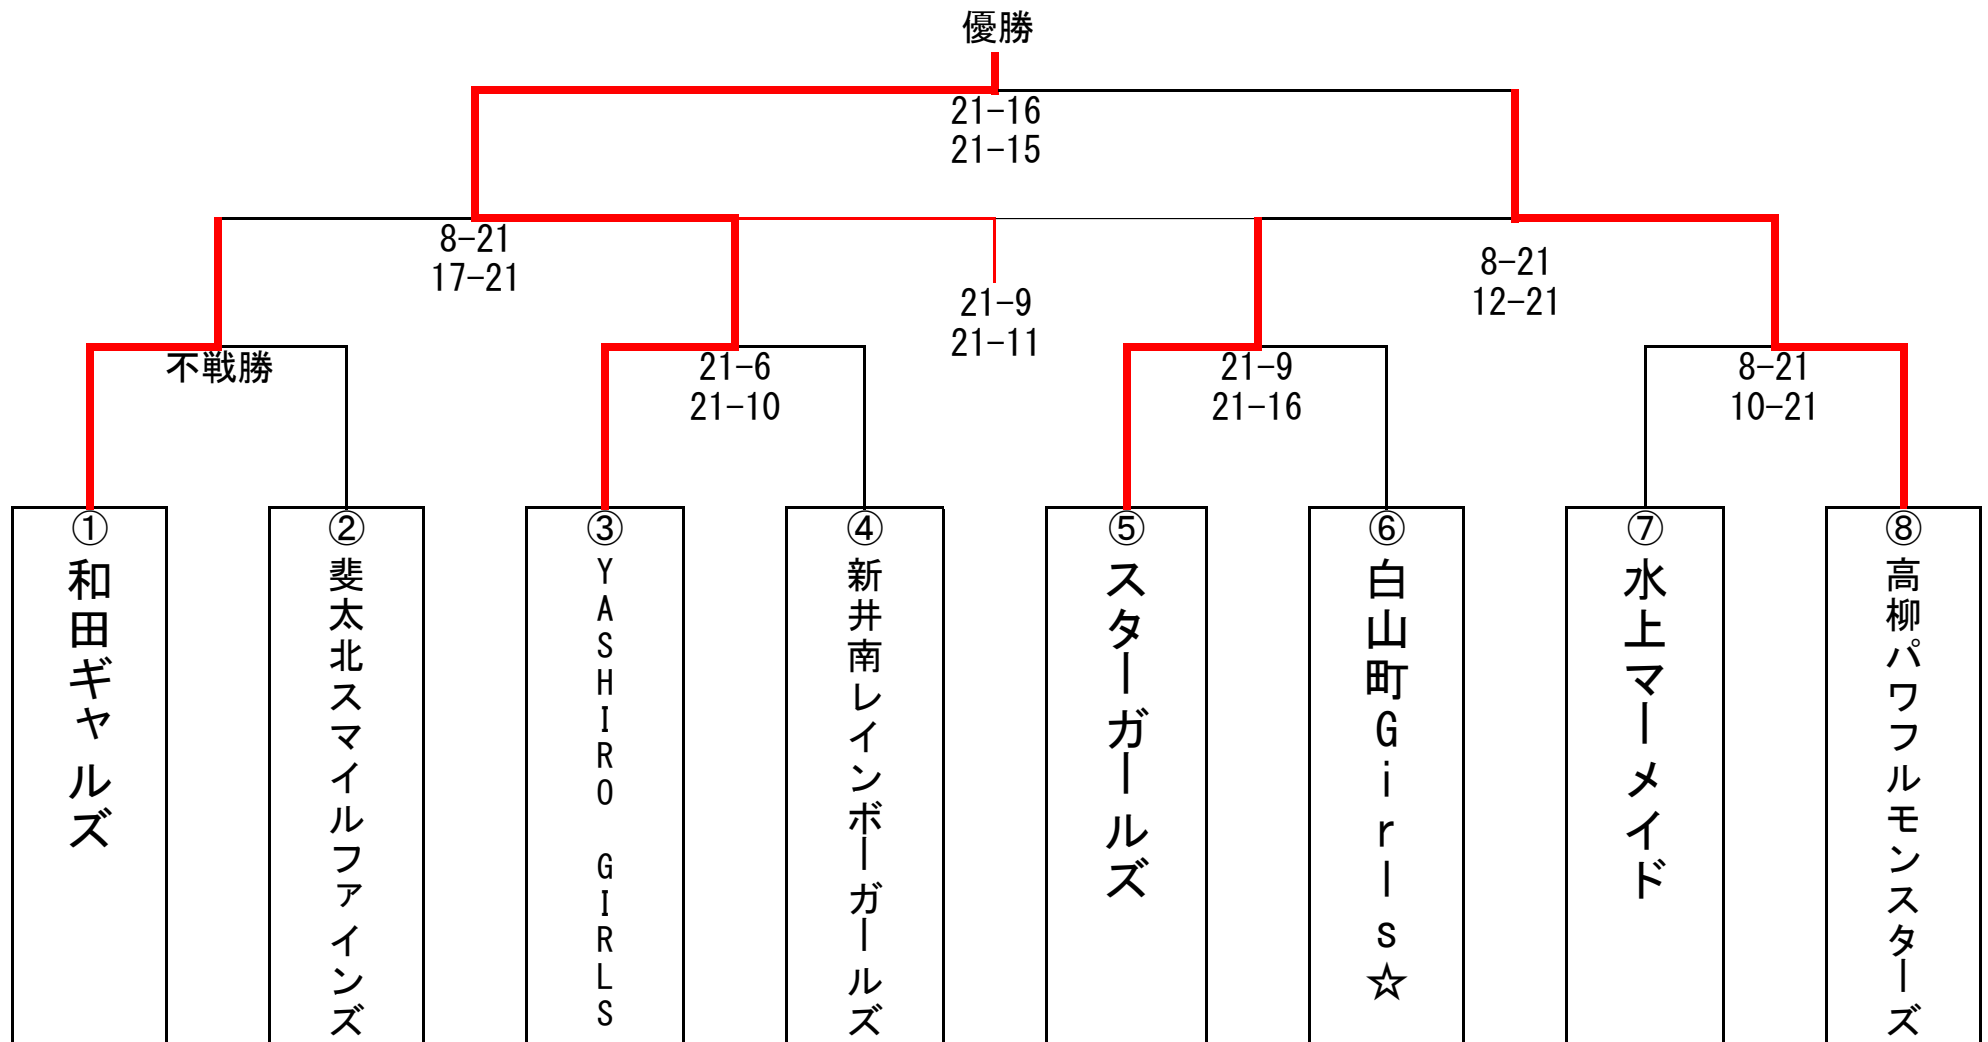 優勝
21-16
21-15
8-21
17-21
21-9
21-11
8-21
12-21
不戦勝
21-6
21-10
21-9
21-16
8-21
10-21
①和田ギャルズ
②斐太北スマイルファインズ
③YASHIRO GIRLS
④新井南レインボーガールズ
⑤スターガールズ
⑥白山町Girls☆
⑦水上マーメイド
⑧高柳パワフルモンスターズ